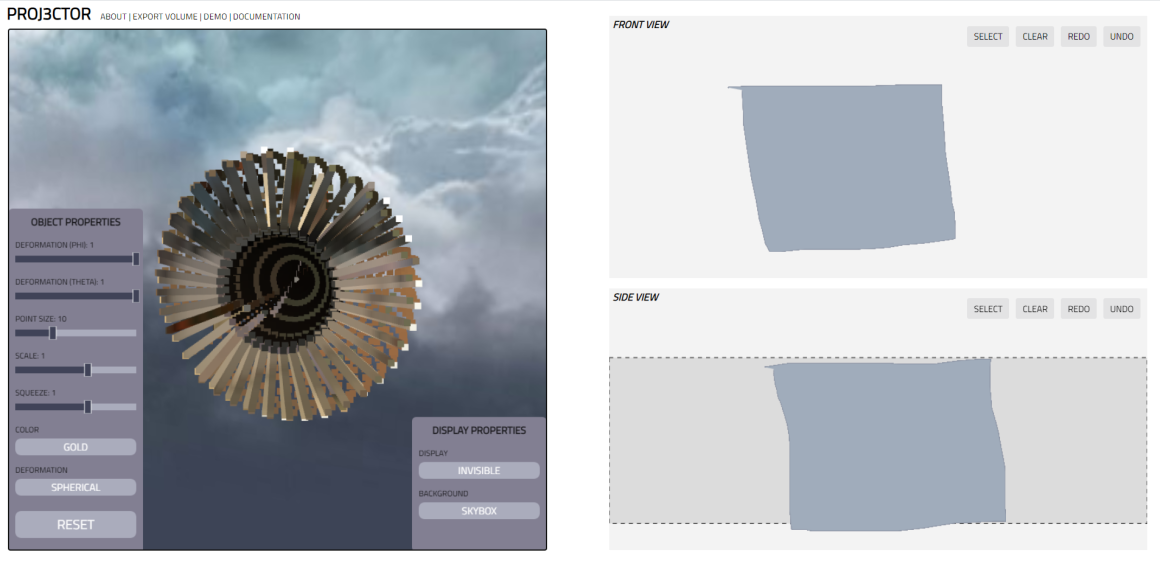 PROJ3CTOR ABOUT | EXPORT VOLUME | DEMO | DOCUMENTATION
OBJECT PROPERTIES
DEFORMATION (PHI): 1
DEFORMATION (THETA): 1
POINT SIZE: 10
SCALE: 1
SQUEEZE: 1
COLOR
GOLD
DEFORMATION
SPHERICAL
RESET
DISPLAY PROPERTIES
DISPLAY
INVISIBLE
BACKGROUND
SKYBOX
FRONT VIEW
SELECT CLEAR REDO UNDO
SIDE VIEW
SELECT CLEAR REDO UNDO